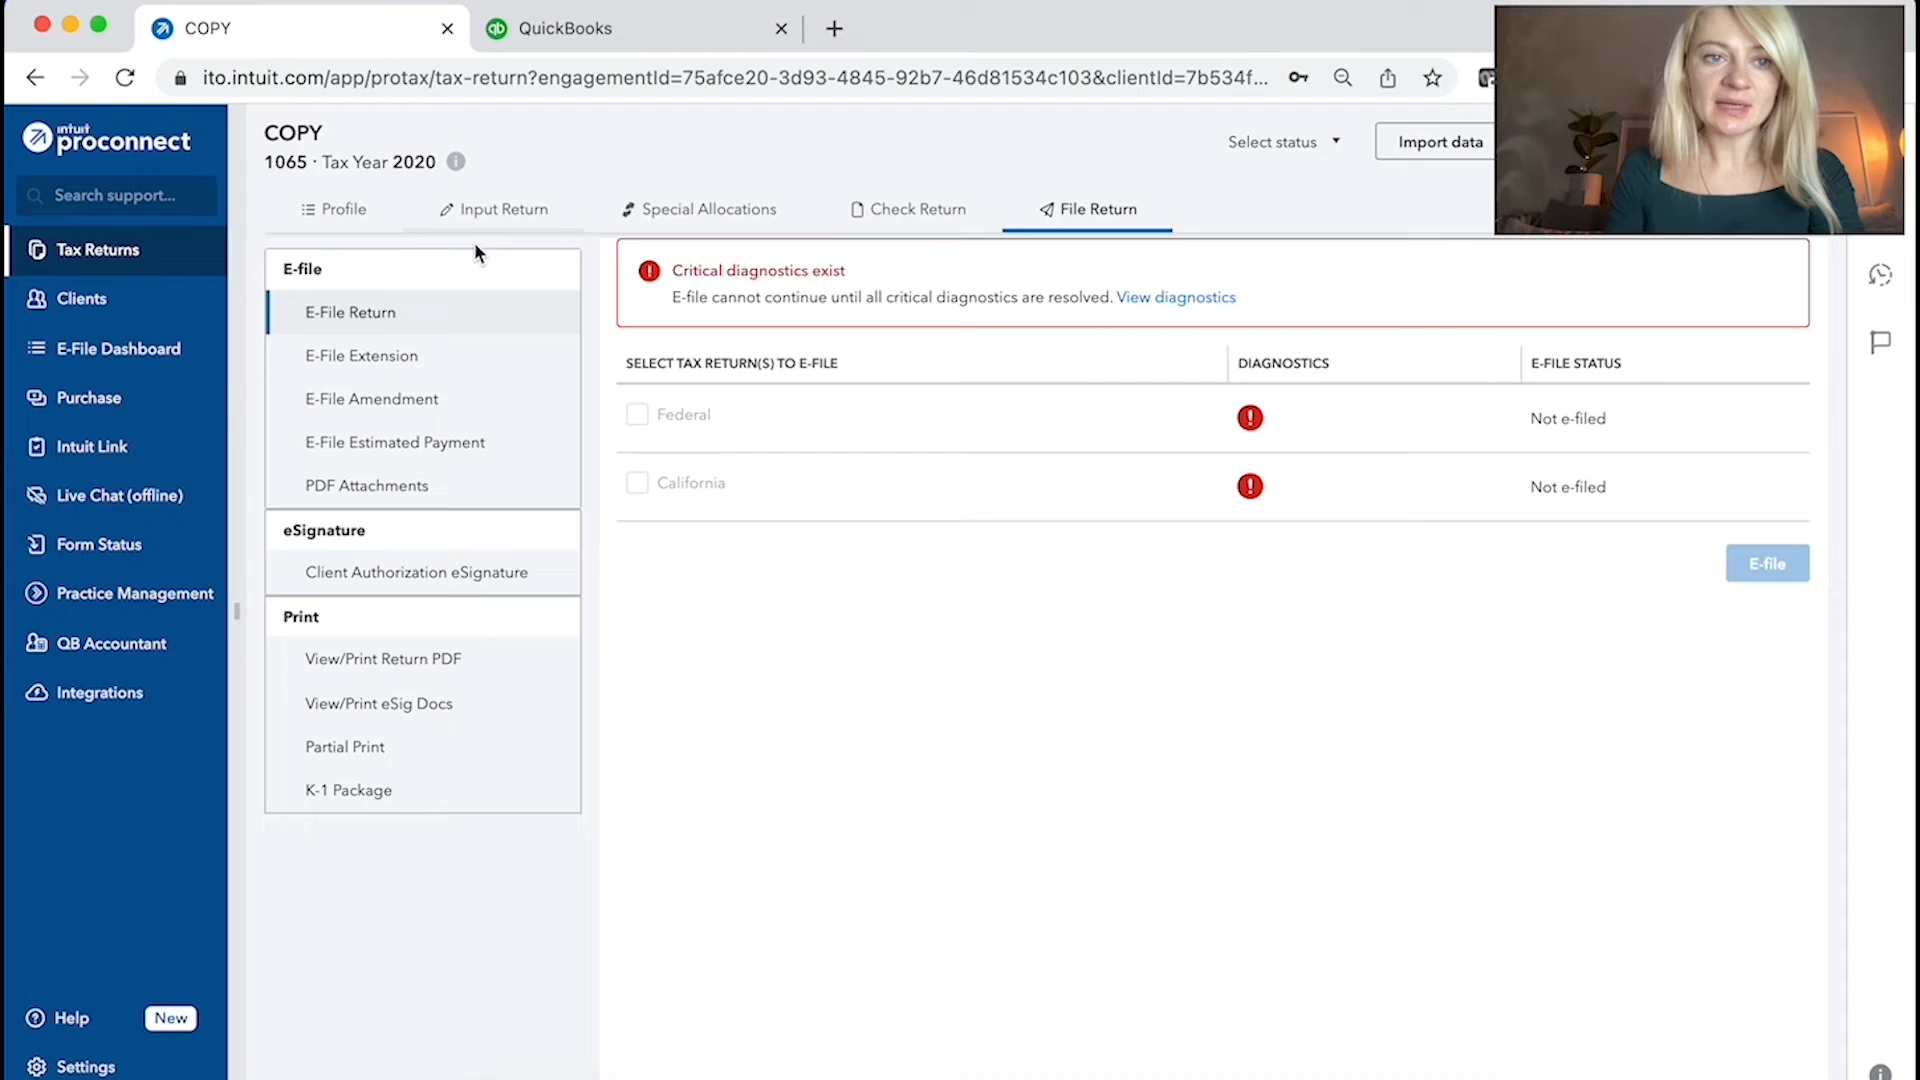 COPY
QuickBooks
ito.intuit.com/app/protax/tax-return?engagementId=75afce20-3d93-4845-92b7-46d81534c103&clientId=7b534f...
intuit
proconnect
Search support...
Tax Returns
Clients
E-File Dashboard
Purchase
Intuit Link
Live Chat (offline)
Form Status
Practice Management
QB Accountant
Integrations
Help
New
Settings
COPY
1065 · Tax Year 2020
Select status
Import data
Profile
Input Return
Special Allocations
Check Return
File Return
E-file
E-File Return
E-File Extension
E-File Amendment
E-File Estimated Payment
PDF Attachments
eSignature
Client Authorization eSignature
Print
View/Print Return PDF
View/Print eSig Docs
Partial Print
K-1 Package
Critical diagnostics exist
E-file cannot continue until all critical diagnostics are resolved. View diagnostics
SELECT TAX RETURN(S) TO E-FILE
DIAGNOSTICS
E-FILE STATUS
Federal
Not e-filed
California
Not e-filed
E-file